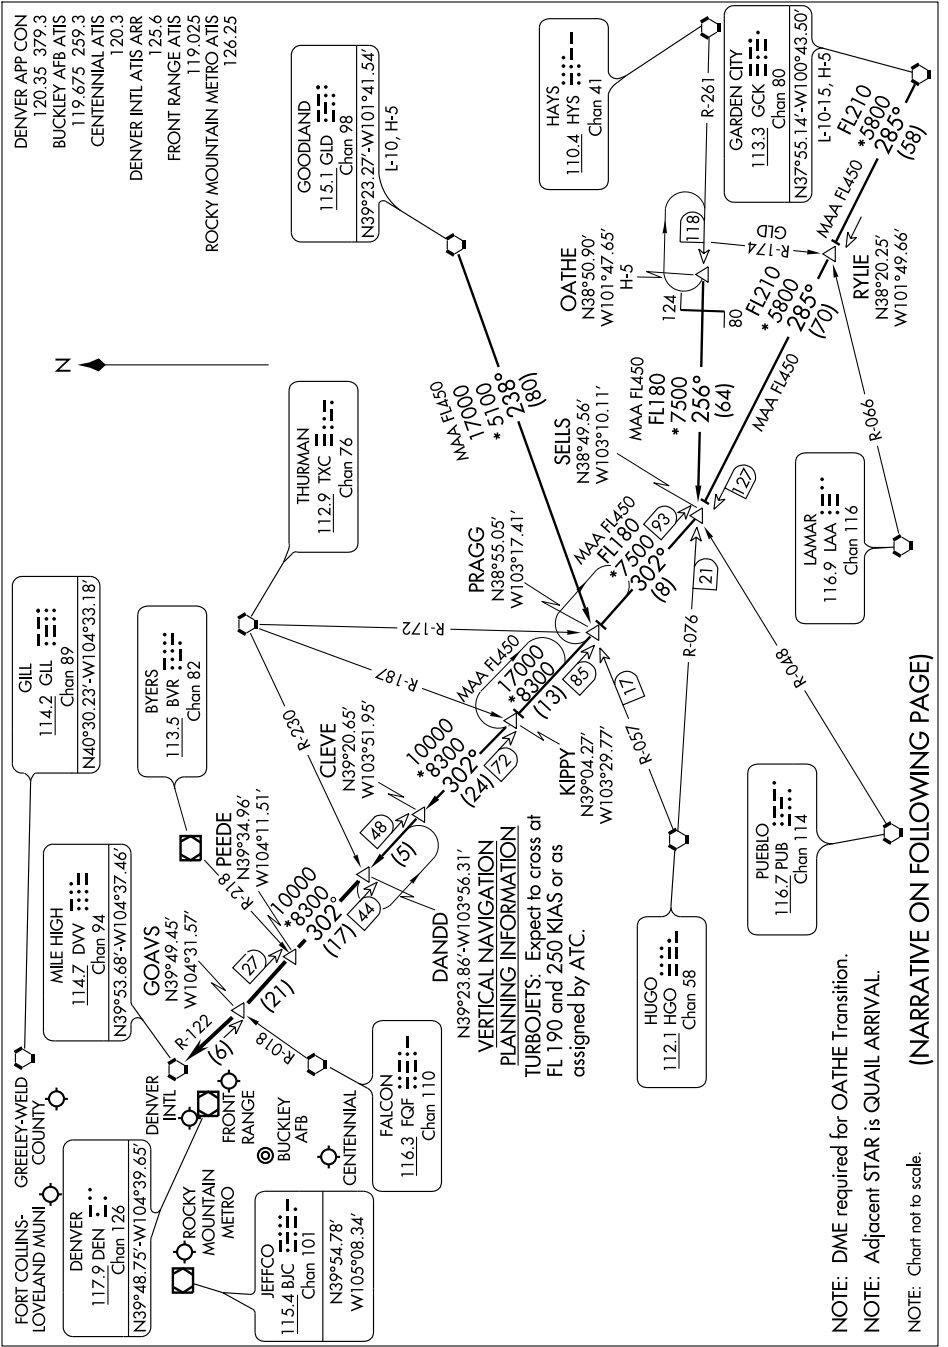 DENVER APP CON
120.35 379.3
BUCKLEY AFB ATIS
119.675 259.3
CENTENNIAL ATIS
120.3
DENVER INTL ATIS ARR
125.6
FRONT RANGE ATIS
119.025
ROCKY MOUNTAIN METRO ATIS
126.25
GOODLAND
115.1 GLD
Chan 98
N39°23.27'-W101°41.54'
L-10, H-5
HAYS
110.4 HYS
Chan 41
GARDEN CITY
113.3 GCK
Chan 80
N37°55.14'-W100°43.50'
L-10-15, H-5
R-261
FL210
*5800
285°
(58)
MAA FL450
118
R-174
GLD
OATHE
N38°50.90'
W101°47.65'
H-5
124
80
RYLIE
N38°20.25'
W101°49.66'
FL210
*5800
285°
(70)
MAA FL450
R-066
LAMAR
116.9 LAA
Chan 116
MAA FL450
FL180
*7500
256°
(64)
N
MAA FL450
17000
*5100
238°
(80)
THURMAN
112.9 TXC
Chan 76
SELLS
N38°49.56'
W103°10.11'
127
93
21
MAA FL450
FL180
*7500
302°
(8)
PRAGG
N38°55.05'
W103°17.41'
R-172
R-187
R-230
MAA FL450
17000
*8300
(13)
85
17
R-076
R-057
R-048
KIPPY
N39°04.27'
W103°29.77'
72
GILL
114.2 GLL
Chan 89
N40°30.23'-W104°33.18'
BYERS
113.5 BVR
Chan 82
CLEVE
N39°20.65'
W103°51.95'
10000
*8300
302°
(24)
48
(5)
DANDD
N39°23.86'-W103°56.31'
44
VERTICAL NAVIGATION
PLANNING INFORMATION
TURBOJETS: Expect to cross at
FL 190 and 250 KIAS or as
assigned by ATC.
PEEDE
N39°34.96'
W104°11.51'
R-218
10000
*8300
302°
(17)
27
(21)
MILE HIGH
114.7 DVV
Chan 94
N39°53.68'-W104°37.46'
GOAVS
N39°49.45'
W104°31.57'
R-122
(6)
R-018
FALCON
116.3 FQF
Chan 110
HUGO
112.1 HGO
Chan 58
PUEBLO
116.7 PUB
Chan 114
FORT COLLINS-
LOVELAND MUNI
GREELEY-WELD
COUNTY
DENVER
INTL
FRONT
RANGE
BUCKLEY
AFB
CENTENNIAL
ROCKY
MOUNTAIN
METRO
DENVER
117.9 DEN
Chan 126
N39°48.75'-W104°39.65'
JEFFCO
115.4 BJC
Chan 101
N39°54.78'
W105°08.34'
NOTE: DME required for OATHE Transition.
NOTE: Adjacent STAR is QUAIL ARRIVAL.
NOTE: Chart not to scale.
(NARRATIVE ON FOLLOWING PAGE)